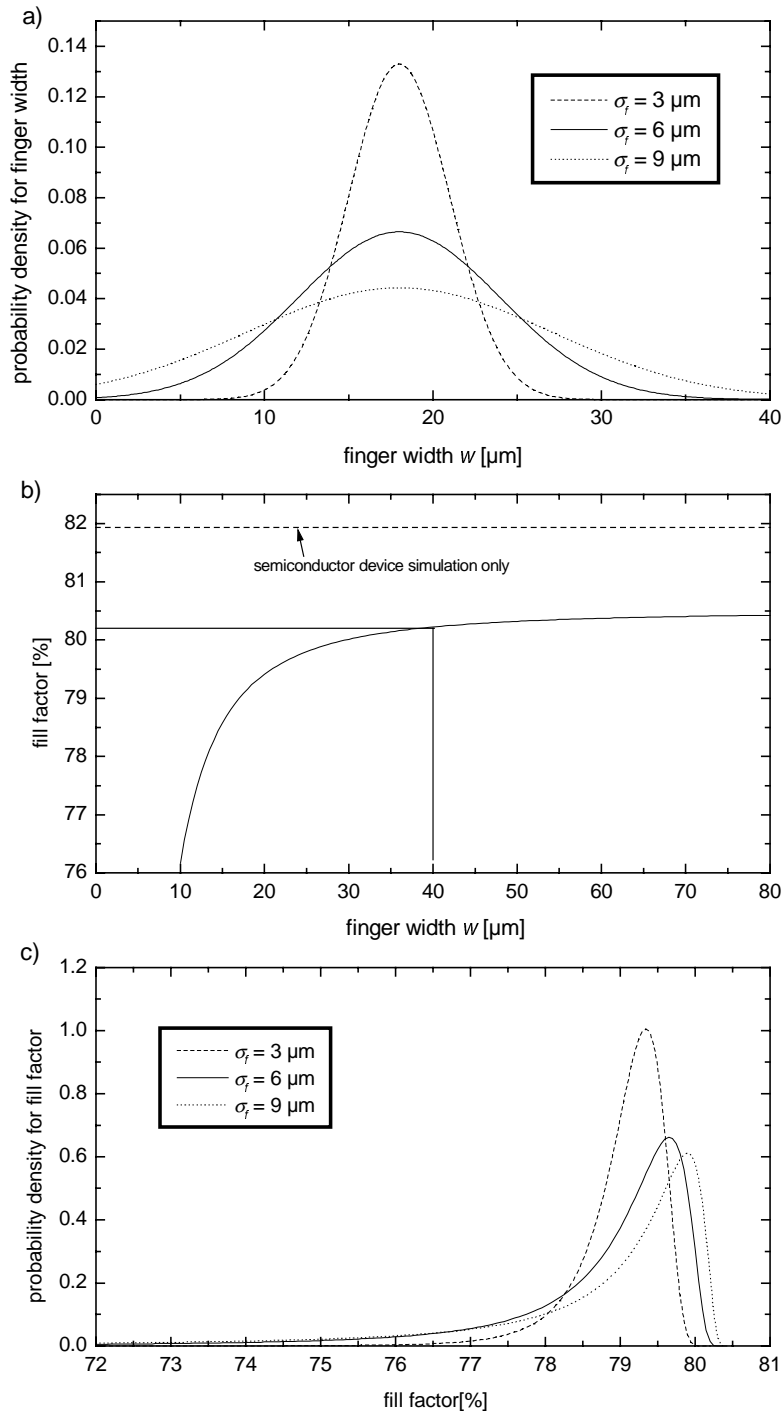 a)
0.14
0.12
0.10
0.08
0.06
0.04
0.02
0.00
probability density for finger width
σf = 3 µm
σf = 6 µm
σf = 9 µm
0 10 20 30 40
finger width w [µm]
b)
82
81
80
79
78
77
76
fill factor [%]
semiconductor device simulation only
0 10 20 30 40 50 60 70 80
finger width w [µm]
c)
1.2
1.0
0.8
0.6
0.4
0.2
0.0
probability density for fill factor
σf = 3 µm
σf = 6 µm
σf = 9 µm
72 73 74 75 76 77 78 79 80 81
fill factor[%]